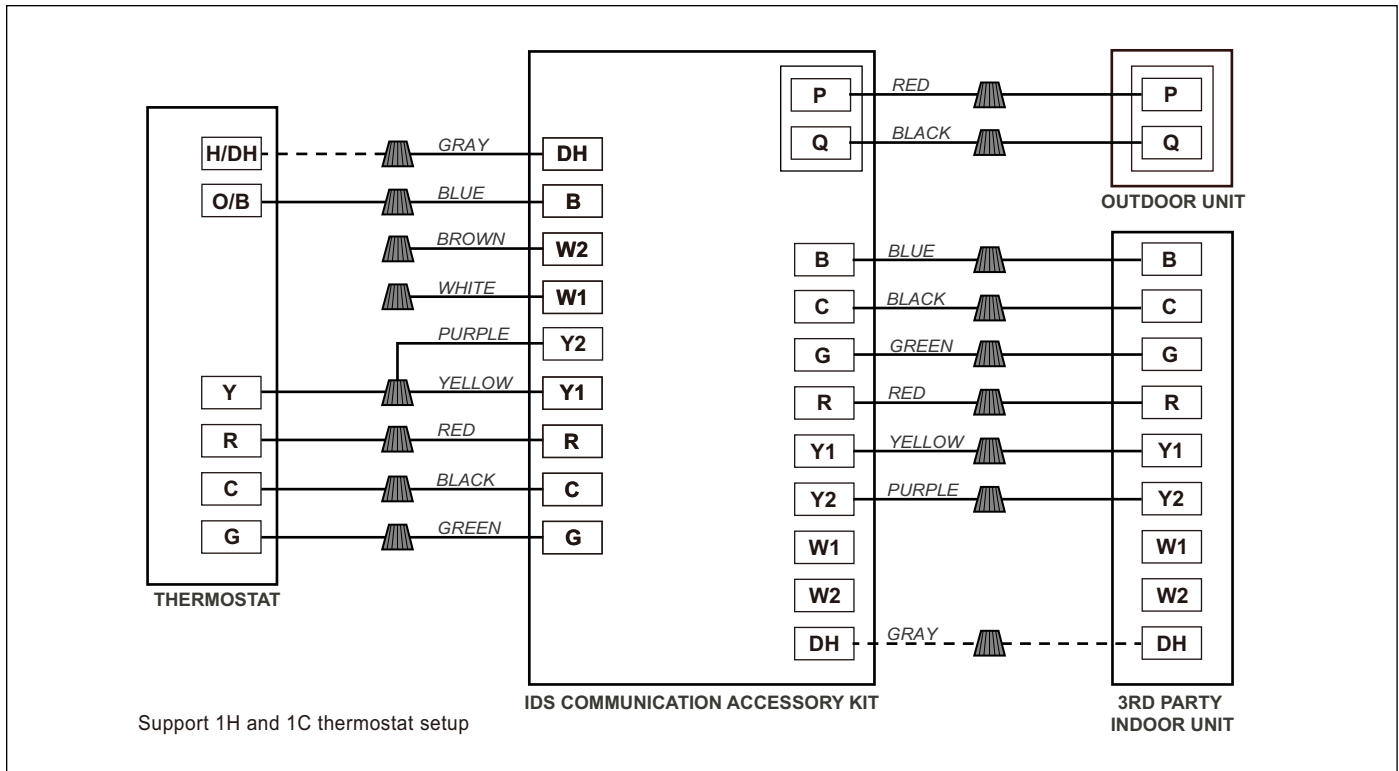 H/DH
O/B
Y
R
C
G
THERMOSTAT
GRAY
BLUE
BROWN
WHITE
PURPLE
YELLOW
RED
BLACK
GREEN
DH
B
W2
W1
Y2
Y1
R
C
G
P
Q
B
C
G
R
Y1
Y2
W1
W2
DH
IDS COMMUNICATION ACCESSORY KIT
RED
BLACK
BLUE
BLACK
GREEN
RED
YELLOW
PURPLE
GRAY
P
Q
OUTDOOR UNIT
B
C
G
R
Y1
Y2
W1
W2
DH
3RD PARTY
INDOOR UNIT
Support 1H and 1C thermostat setup